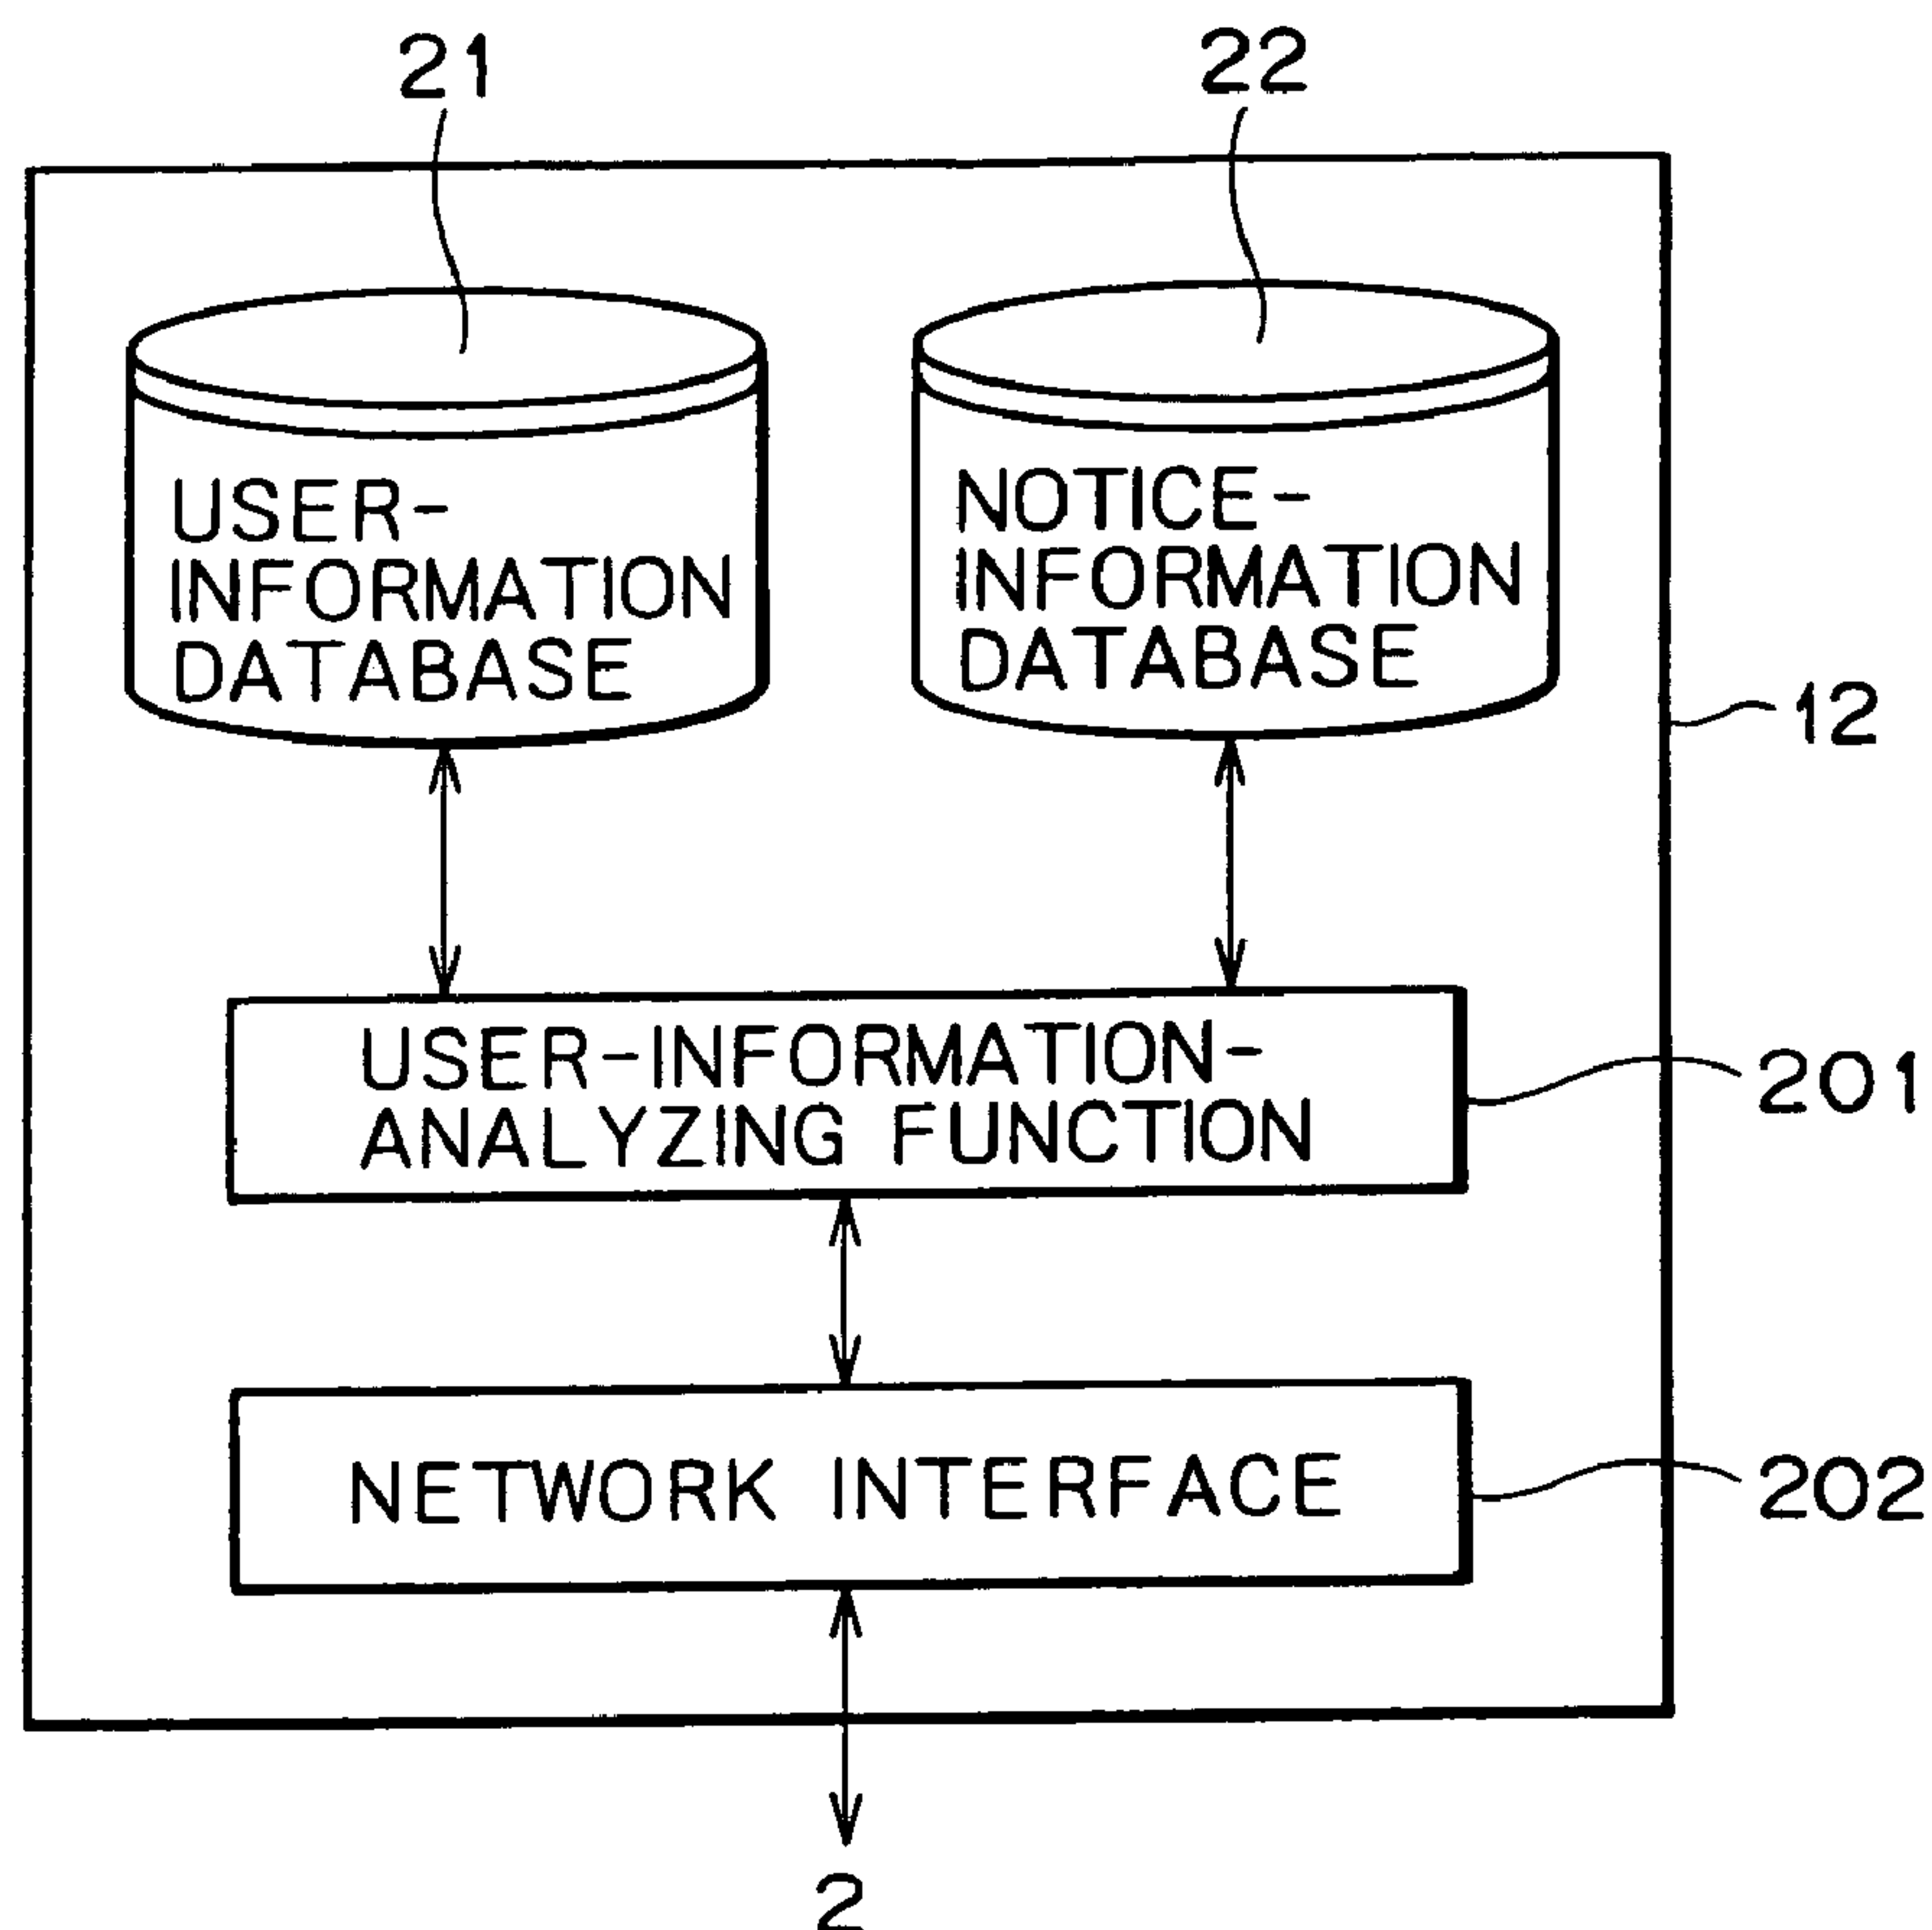 21
22
USER-
INFORMATION
DATABASE
NOTICE-
INFORMATION
DATABASE
12
USER-INFORMATION-
ANALYZING FUNCTION
201
NETWORK INTERFACE
202
2